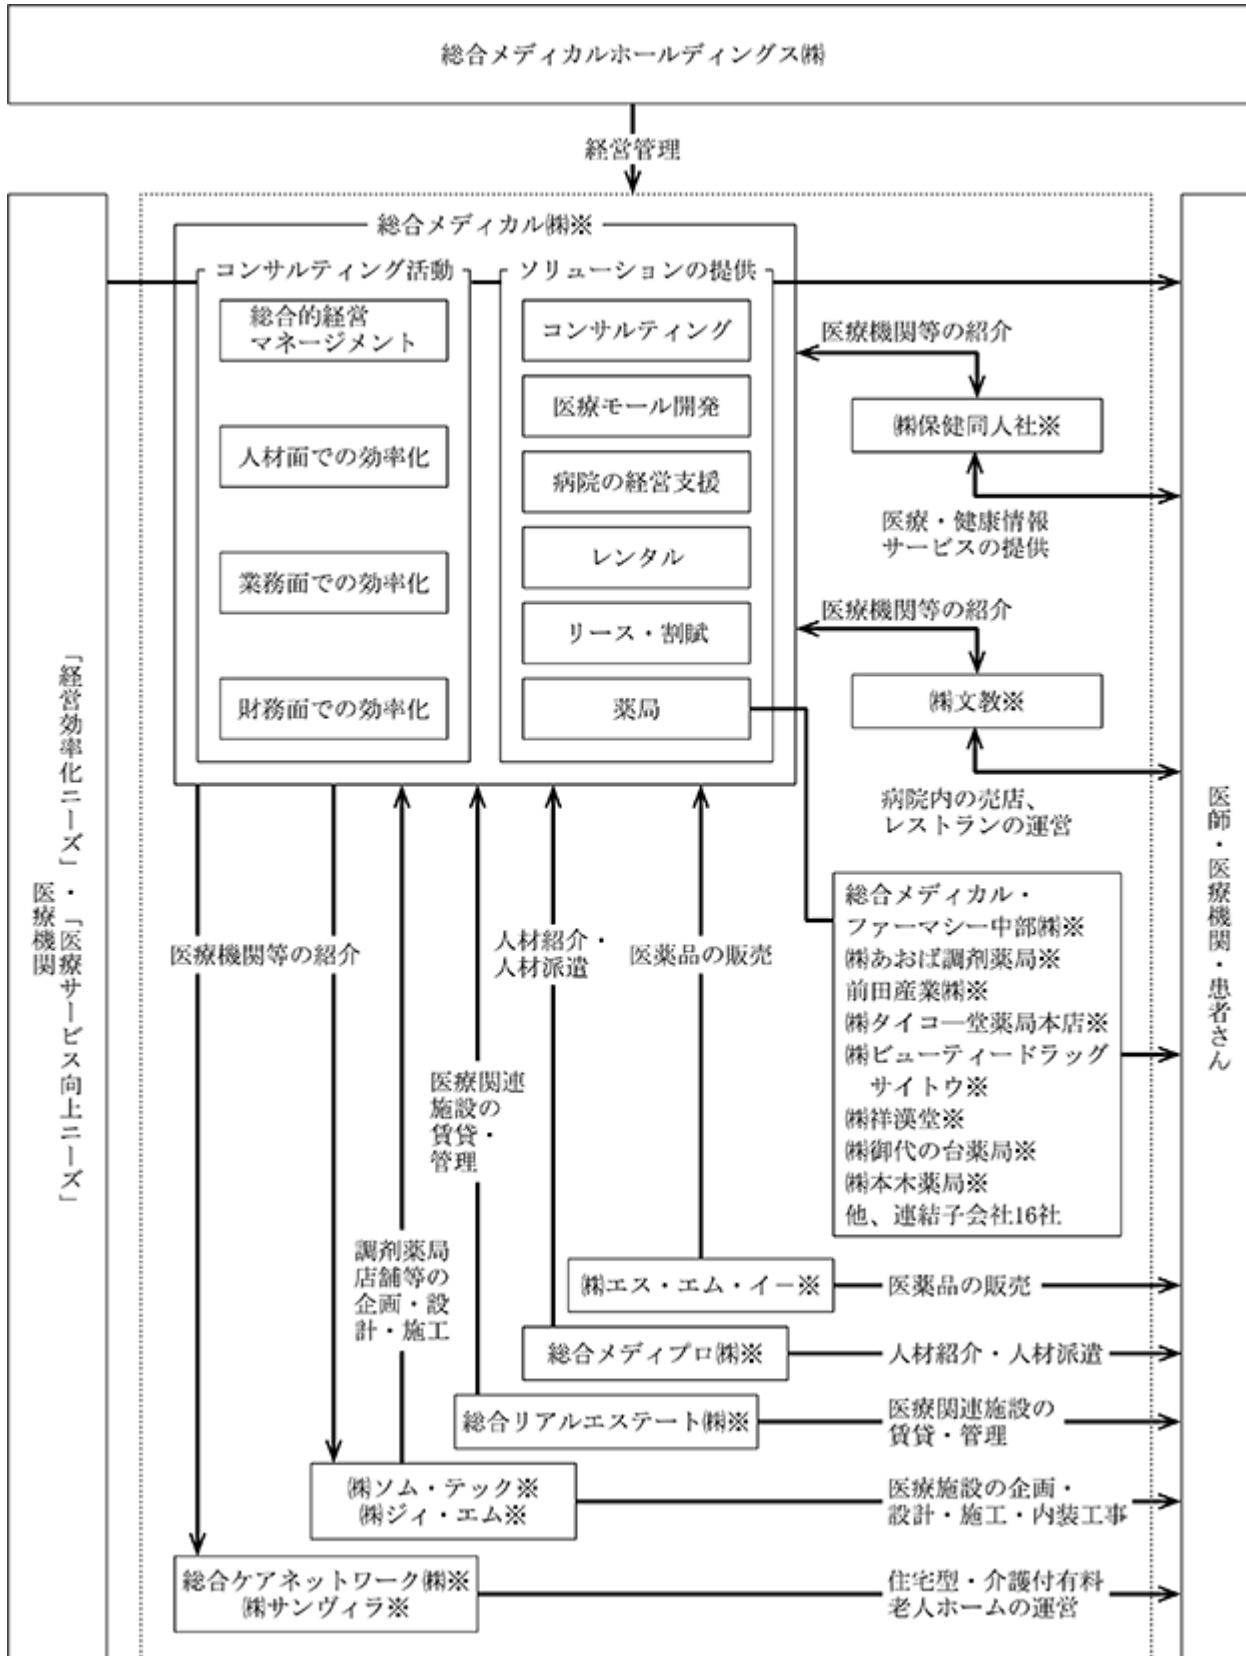 総合メディカルホールディングス㈱
経営管理
総合メディカル㈱※
コンサルティング活動
総合的経営
マネージメント
人材面での効率化
業務面での効率化
財務面での効率化
ソリューションの提供
コンサルティング
医療モール開発
病院の経営支援
レンタル
リース・割賦
薬局
医療機関等の紹介
㈱保健同人社※
医療・健康情報
サービスの提供
医療機関等の紹介
㈱文教※
病院内の売店、
レストランの運営
「経営効率化ニーズ」・「医療サービス向上ニーズ」
医療機関
医師・医療機関・患者さん
総合メディカル・
ファーマシー中部㈱※
㈱あおば調剤薬局※
前田産業㈱※
㈱タイコー堂薬局本店※
㈱ビューティードラッグ
サイトウ※
㈱祥漢堂※
㈱御代の台薬局※
㈱本木薬局※
他、連結子会社16社
医療機関等の紹介
人材紹介・
人材派遣
医薬品の販売
医療関連
施設の
賃貸・
管理
調剤薬局
店舗等の
企画・設
計・施工
㈱エス・エム・イー※
医薬品の販売
総合メディプロ㈱※
人材紹介・人材派遣
総合リアルエステート㈱※
医療関連施設の
賃貸・管理
㈱ソム・テック※
㈱ジィ・エム※
医療施設の企画・
設計・施工・内装工事
総合ケアネットワーク㈱※
㈱サンヴィラ※
住宅型・介護付有料
老人ホームの運営